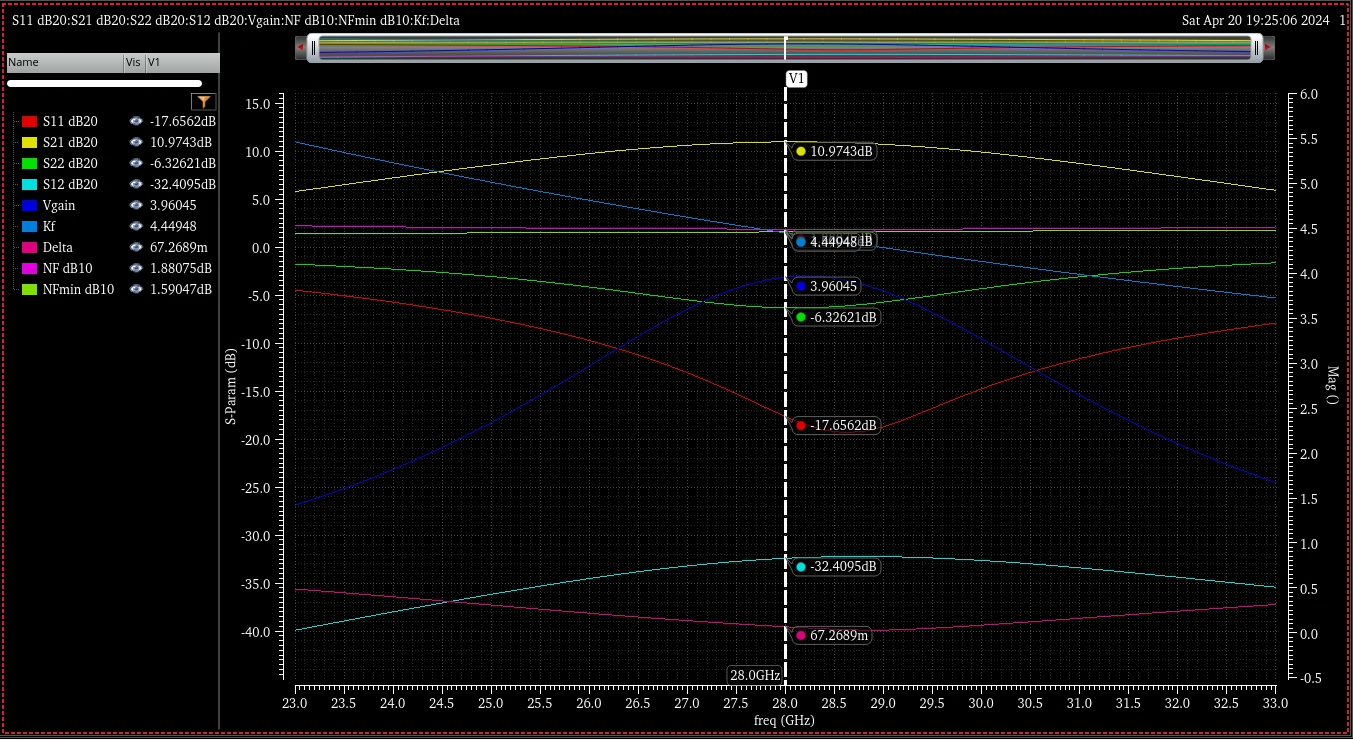 S11 dB20:S21 dB20:S22 dB20:S12 dB20:Vgain:NF dB10:NFmin dB10:Kf:Delta
Sat Apr 20 19:25:06 2024 1
Name Vis V1
S11 dB20 -17.6562dB
S21 dB20 10.9743dB
S22 dB20 -6.32621dB
S12 dB20 -32.4095dB
Vgain 3.96045
Kf 4.44948
Delta 67.2689m
NF dB10 1.88075dB
NFmin dB10 1.59047dB
V1
15.0
10.0
5.0
0.0
-5.0
-10.0
-15.0
-20.0
-25.0
-30.0
-35.0
-40.0
S-Param (dB)
10.9743dB
4.44948
3.96045
-6.32621dB
-17.6562dB
-32.4095dB
67.2689m
28.0GHz
6.0
5.5
5.0
4.5
4.0
3.5
3.0
2.5
2.0
1.5
1.0
0.5
0.0
-0.5
Mag ()
23.0 23.5 24.0 24.5 25.0 25.5 26.0 26.5 27.0 27.5 28.0 28.5 29.0 29.5 30.0 30.5 31.0 31.5 32.0 32.5 33.0
freq (GHz)